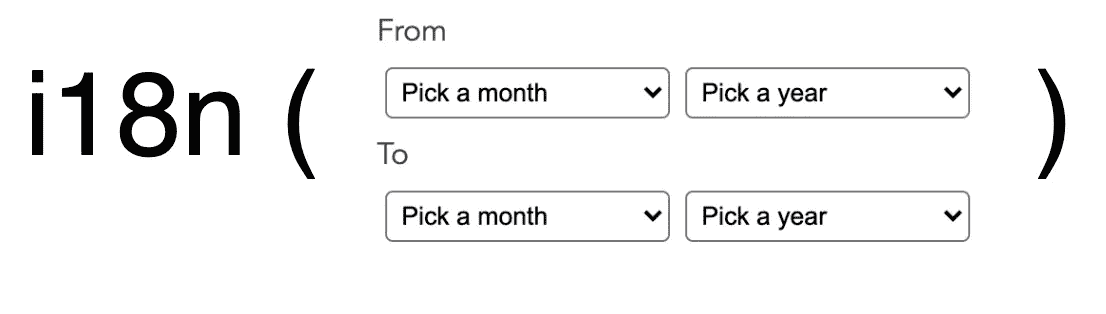 From
i18n ( Pick a month Pick a year )
To
Pick a month Pick a year